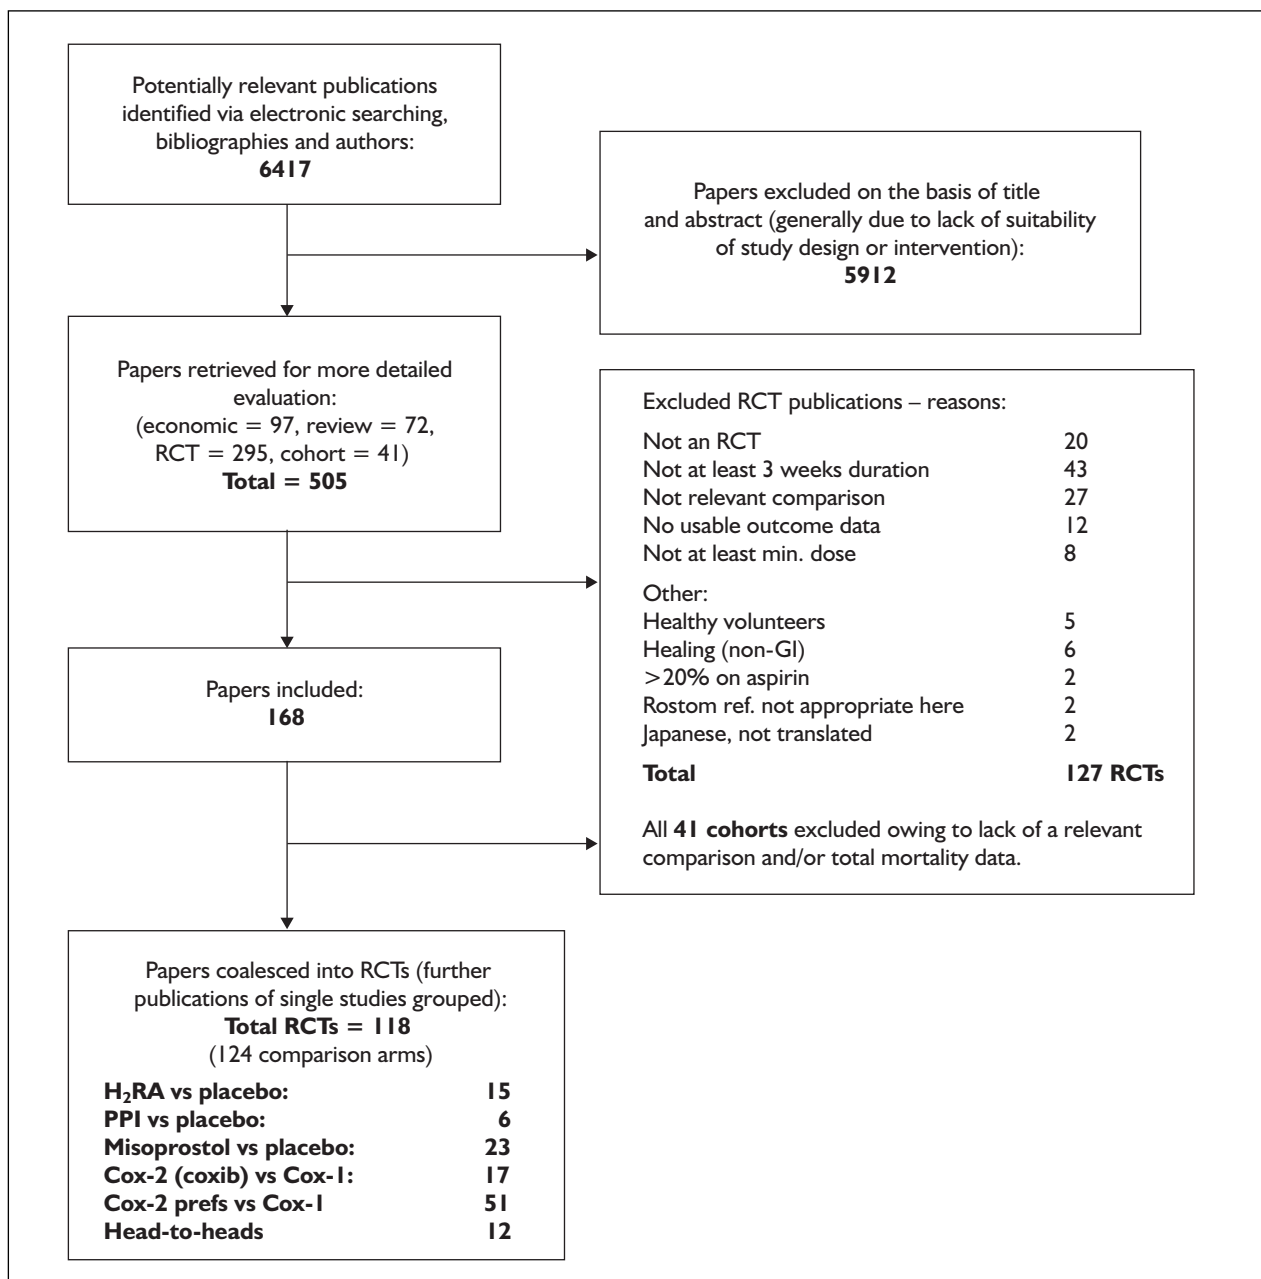 Potentially relevant publications
identified via electronic searching,
bibliographies and authors:
6417
Papers excluded on the basis of title
and abstract (generally due to lack of suitability
of study design or intervention):
5912
Papers retrieved for more detailed
evaluation:
(economic = 97, review = 72,
RCT = 295, cohort = 41)
Total = 505
Excluded RCT publications – reasons:
Not an RCT 20
Not at least 3 weeks duration 43
Not relevant comparison 27
No usable outcome data 12
Not at least min. dose 8
Other:
Healthy volunteers 5
Healing (non-GI) 6
>20% on aspirin 2
Rostom ref. not appropriate here 2
Japanese, not translated 2
Total 127 RCTs
All 41 cohorts excluded owing to lack of a relevant
comparison and/or total mortality data.
Papers included:
168
Papers coalesced into RCTs (further
publications of single studies grouped):
Total RCTs = 118
(124 comparison arms)
H₂RA vs placebo: 15
PPI vs placebo: 6
Misoprostol vs placebo: 23
Cox-2 (coxib) vs Cox-1: 17
Cox-2 prefs vs Cox-1 51
Head-to-heads 12